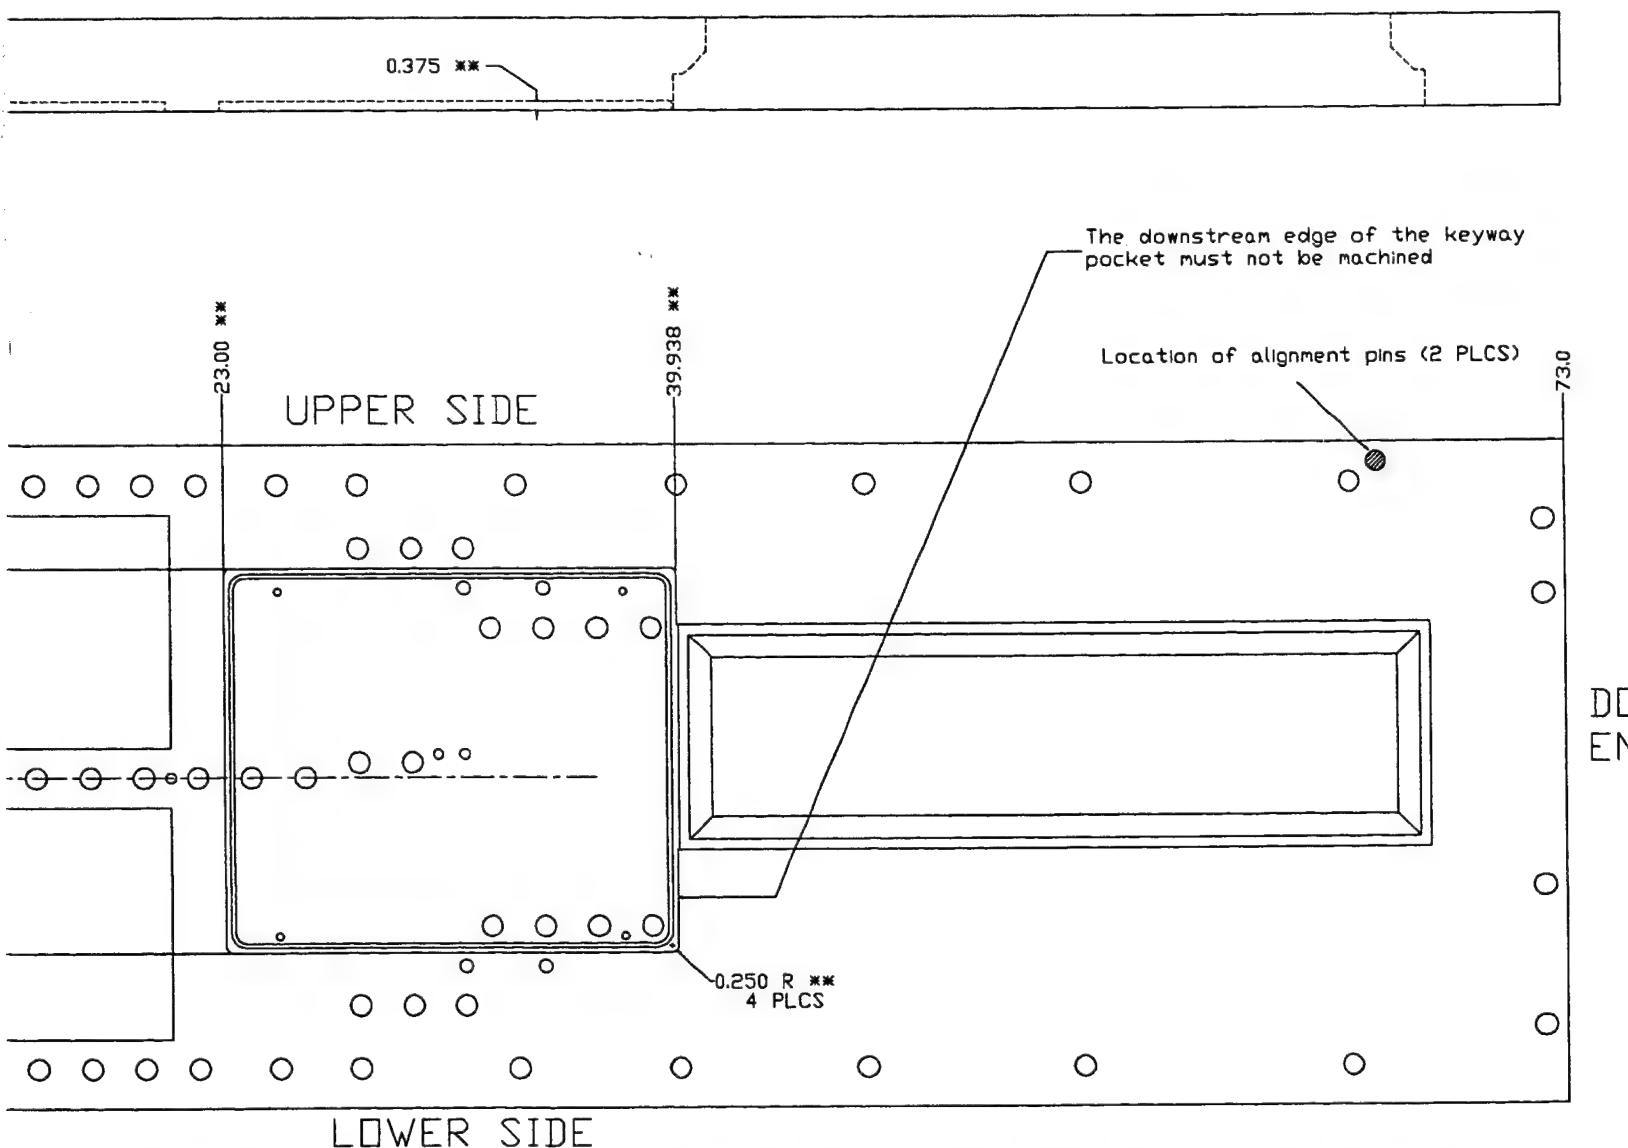 0.375 **
The downstream edge of the keyway
pocket must not be machined
23.00 **
39.938 **
Location of alignment pins (2 PLCS)
73.0
UPPER SIDE
0.250 R **
4 PLCS
LOWER SIDE